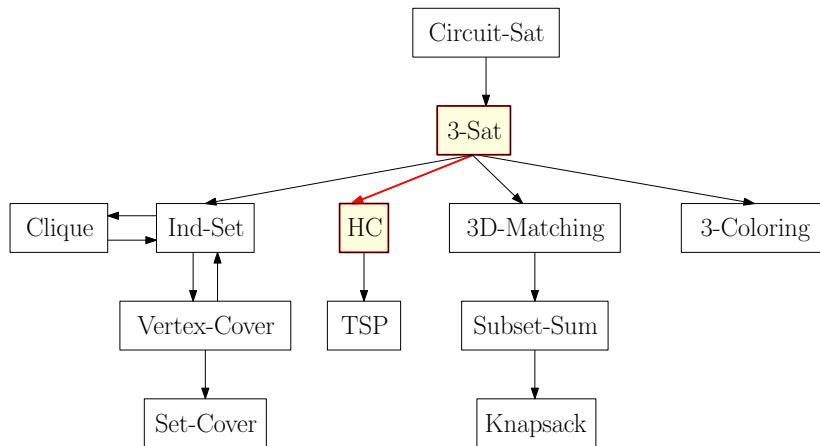 Circuit-Sat
3-Sat
Clique
Ind-Set
HC
3D-Matching
3-Coloring
Vertex-Cover
TSP
Subset-Sum
Set-Cover
Knapsack